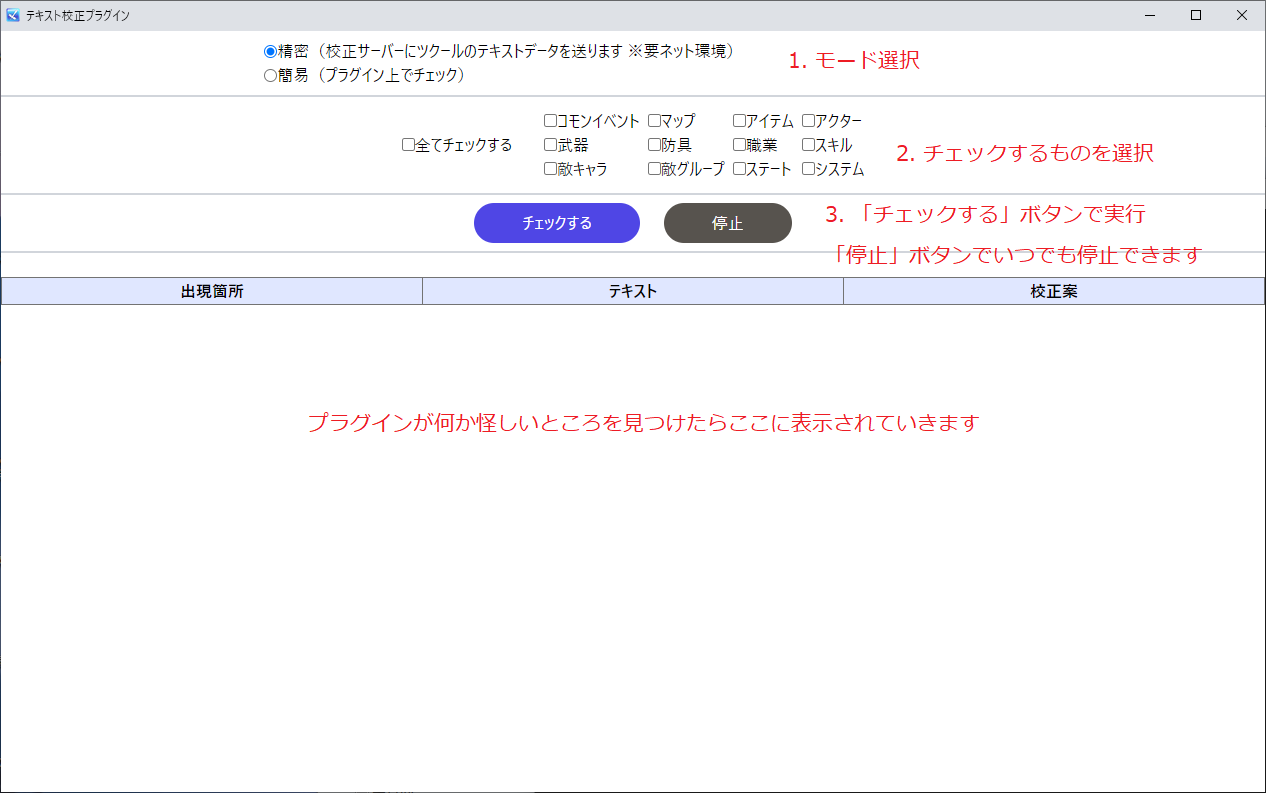 テキスト校正プラグイン
精密（校正サーバーにツクールのテキストデータを送ります ※要ネット環境）
簡易（プラグイン上でチェック）
1. モード選択
全てチェックする
コモンイベント マップ アイテム アクター
武器 防具 職業 スキル
敵キャラ 敵グループ ステート システム
2. チェックするものを選択
チェックする 停止
3. 「チェックする」ボタンで実行
「停止」ボタンでいつでも停止できます
出現箇所 テキスト 校正案
プラグインが何か怪しいところを見つけたらここに表示されていきます